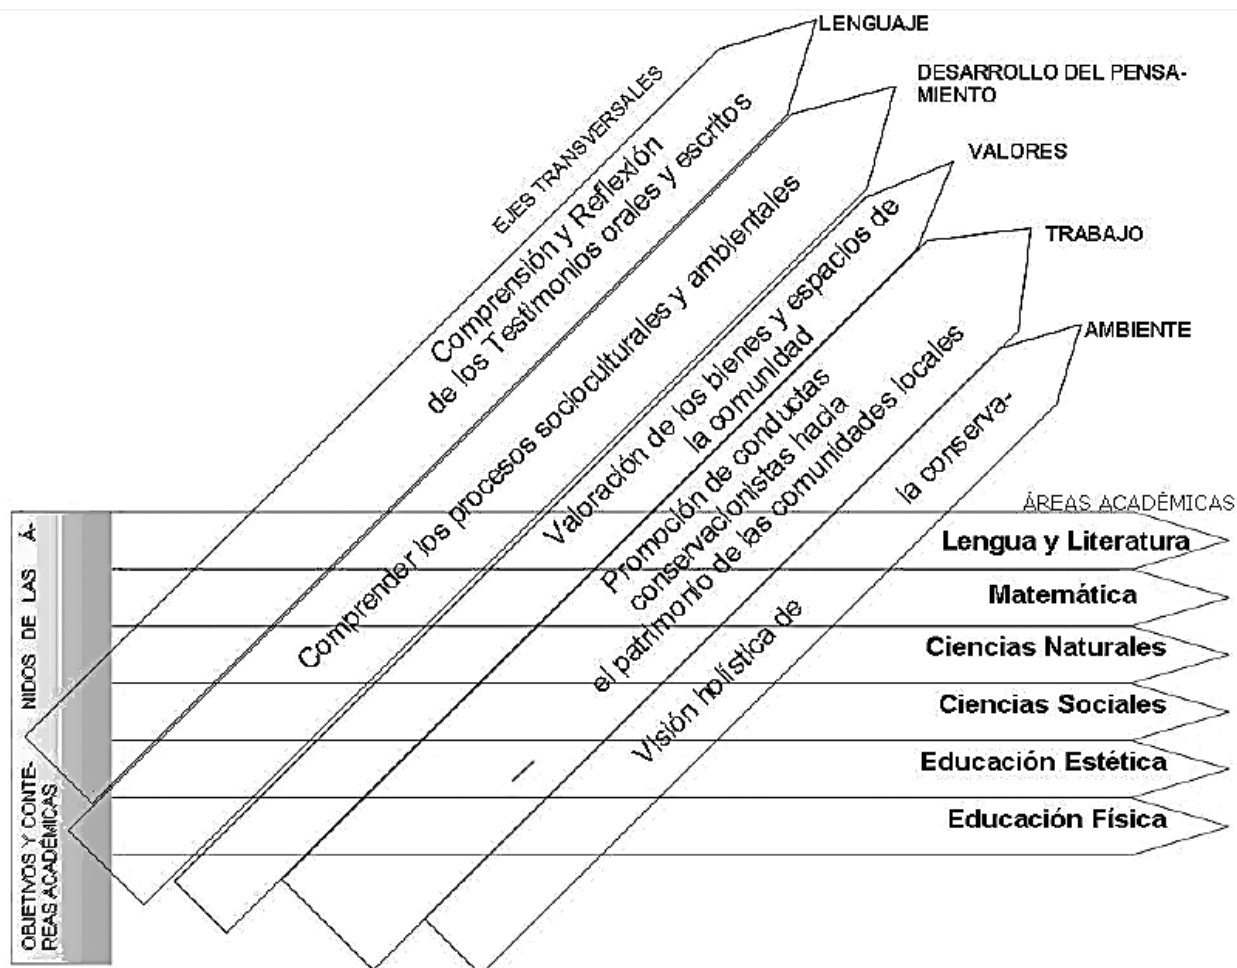 LENGUAJE
DESARROLLO DEL PENSA-
MIENTO
VALORES
TRABAJO
AMBIENTE
EJES TRANSVERSALES
Comprensión y Reflexión
de los Testimonios orales y escritos
Comprender los procesos socioculturales y ambientales
Valoración de los bienes y espacios de
la comunidad
Promoción de conductas
conservacionistas hacia
el patrimonio de las comunidades locales
Visión holística de
la conserva-
ÁREAS ACADÉMICAS
Lengua y Literatura
Matemática
Ciencias Naturales
Ciencias Sociales
Educación Estética
Educación Física
OBJETIVOS Y CONTE- NIDOS DE LAS Á-
REAS ACADÉMICAS